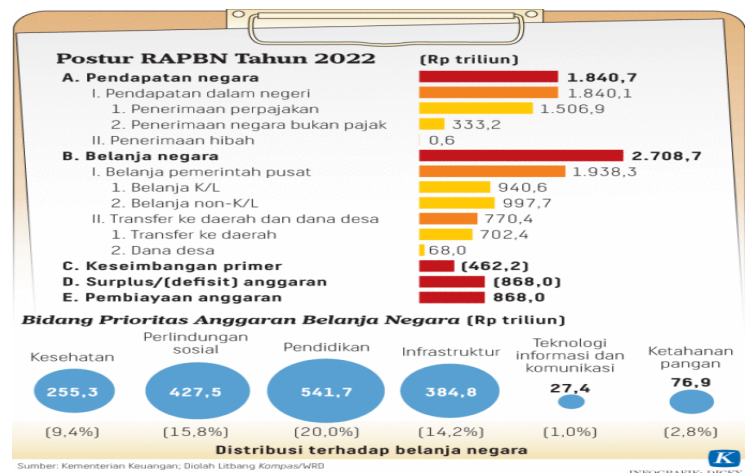 Postur RAPBN Tahun 2022 (Rp triliun)
A. Pendapatan negara 1.840,7
I. Pendapatan dalam negeri 1.840,1
1. Penerimaan perpajakan 1.506,9
2. Penerimaan negara bukan pajak 333,2
II. Penerimaan hibah 0,6
B. Belanja negara 2.708,7
I. Belanja pemerintah pusat 1.938,3
1. Belanja K/L 940,6
2. Belanja non-K/L 997,7
II. Transfer ke daerah dan dana desa 770,4
1. Transfer ke daerah 702,4
2. Dana desa 68,0
C. Keseimbangan primer (462,2)
D. Surplus/(defisit) anggaran (868,0)
E. Pembiayaan anggaran 868,0
Bidang Prioritas Anggaran Belanja Negara (Rp triliun)
Kesehatan
255,3
(9,4%)
Perlindungan
sosial
427,5
(15,8%)
Pendidikan
541,7
(20,0%)
Infrastruktur
384,8
(14,2%)
Teknologi
informasi dan
komunikasi
27,4
(1,0%)
Ketahanan
pangan
76,9
(2,8%)
Distribusi terhadap belanja negara
Sumber: Kementerian Keuangan; Diolah Litbang Kompas/WRD
K
INFOGRAFIK: DICKY